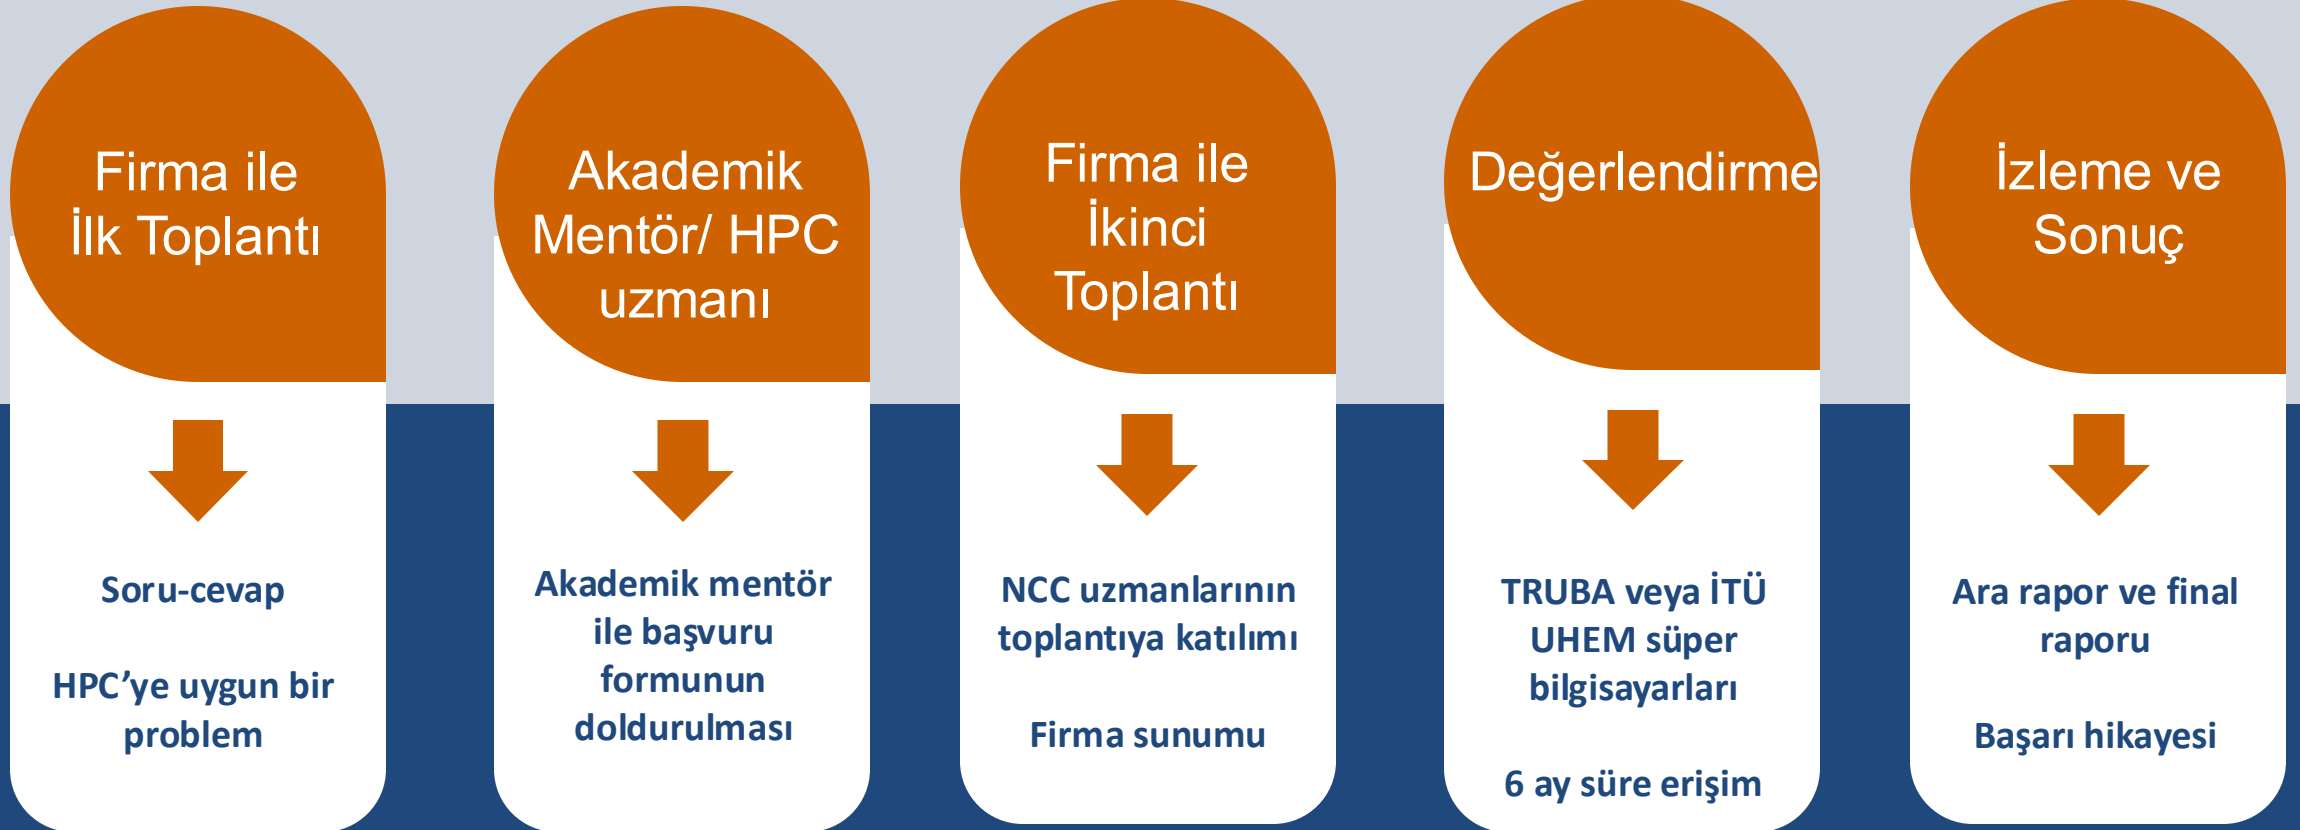 Firma ile
İlk Toplantı
Soru-cevap
HPC’ye uygun bir
problem
Akademik
Mentör/ HPC
uzmanı
Akademik mentör
ile başvuru
formunun
doldurulması
Firma ile
İkinci
Toplantı
NCC uzmanlarının
toplantıya katılımı
Firma sunumu
Değerlendirme
TRUBA veya İTÜ
UHEM süper
bilgisayarları
6 ay süre erişim
İzleme ve
Sonuç
Ara rapor ve final
raporu
Başarı hikayesi